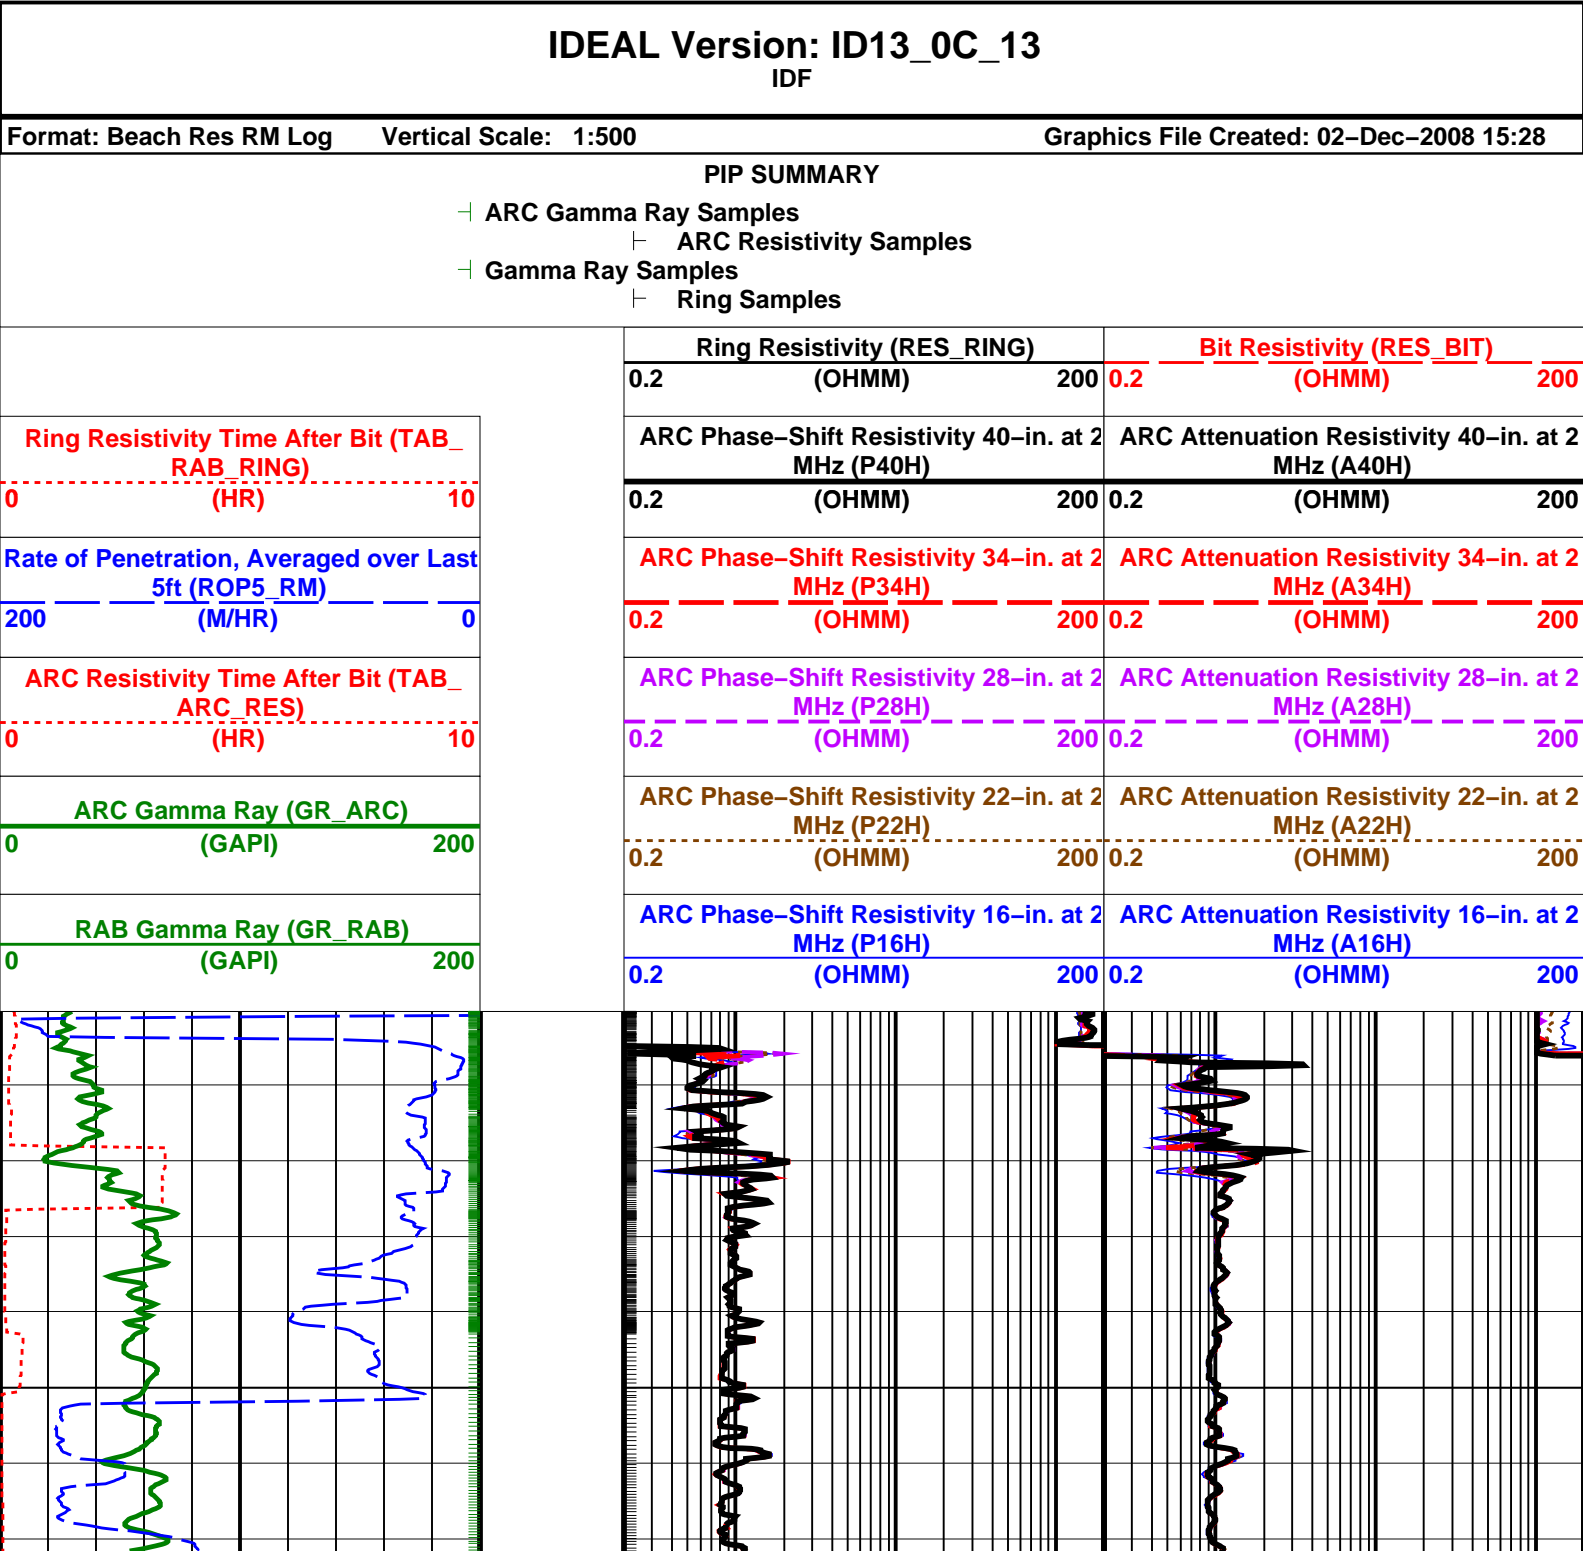 IDEAL Version: ID13_0C_13
IDF
Format: Beach Res RM Log Vertical Scale: 1:500 Graphics File Created: 02−Dec−2008 15:28
PIP SUMMARY
ARC Gamma Ray Samples
ARC Resistivity Samples
Gamma Ray Samples
Ring Samples
Ring Resistivity (RES_RING)
0.2 (OHMM) 200
Bit Resistivity (RES_BIT)
0.2 (OHMM) 200
Ring Resistivity Time After Bit (TAB_
RAB_RING)
0 (HR) 10
ARC Phase−Shift Resistivity 40−in. at 2
MHz (P40H)
0.2 (OHMM) 200
ARC Attenuation Resistivity 40−in. at 2
MHz (A40H)
0.2 (OHMM) 200
Rate of Penetration, Averaged over Last
5ft (ROP5_RM)
200 (M/HR) 0
ARC Phase−Shift Resistivity 34−in. at 2
MHz (P34H)
0.2 (OHMM) 200
ARC Attenuation Resistivity 34−in. at 2
MHz (A34H)
0.2 (OHMM) 200
ARC Resistivity Time After Bit (TAB_
ARC_RES)
0 (HR) 10
ARC Phase−Shift Resistivity 28−in. at 2
MHz (P28H)
0.2 (OHMM) 200
ARC Attenuation Resistivity 28−in. at 2
MHz (A28H)
0.2 (OHMM) 200
ARC Gamma Ray (GR_ARC)
0 (GAPI) 200
ARC Phase−Shift Resistivity 22−in. at 2
MHz (P22H)
0.2 (OHMM) 200
ARC Attenuation Resistivity 22−in. at 2
MHz (A22H)
0.2 (OHMM) 200
RAB Gamma Ray (GR_RAB)
0 (GAPI) 200
ARC Phase−Shift Resistivity 16−in. at 2
MHz (P16H)
0.2 (OHMM) 200
ARC Attenuation Resistivity 16−in. at 2
MHz (A16H)
0.2 (OHMM) 200